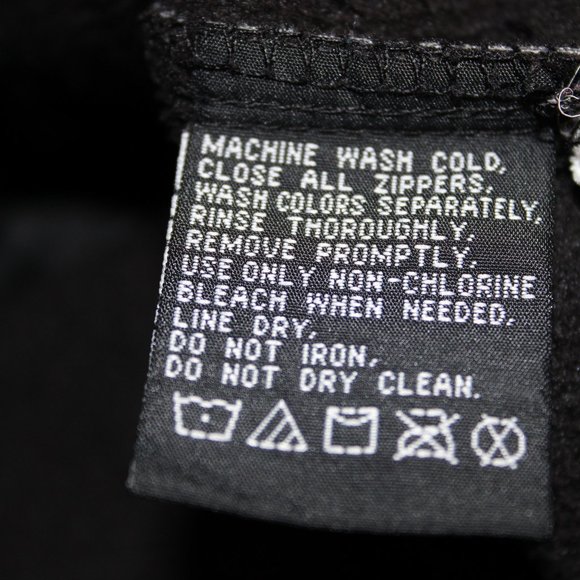 MACHINE WASH COLD,
CLOSE ALL ZIPPERS,
WASH COLORS SEPARATELY,
RINSE THOROUGHLY,
REMOVE PROMPTLY,
USE ONLY NON-CHLORINE
BLEACH WHEN NEEDED,
LINE DRY,
DO NOT IRON,
DO NOT DRY CLEAN.